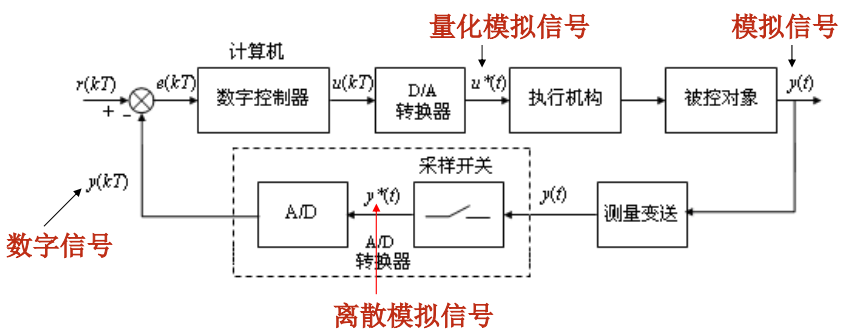 量化模拟信号
模拟信号
计算机
r(kT)
e(kT)
数字控制器
u(kT)
D/A
转换器
u*(t)
执行机构
被控对象
y(t)
+
-
采样开关
y(kT)
A/D
y*(t)
y(t)
测量变送
数字信号
A/D
转换器
离散模拟信号